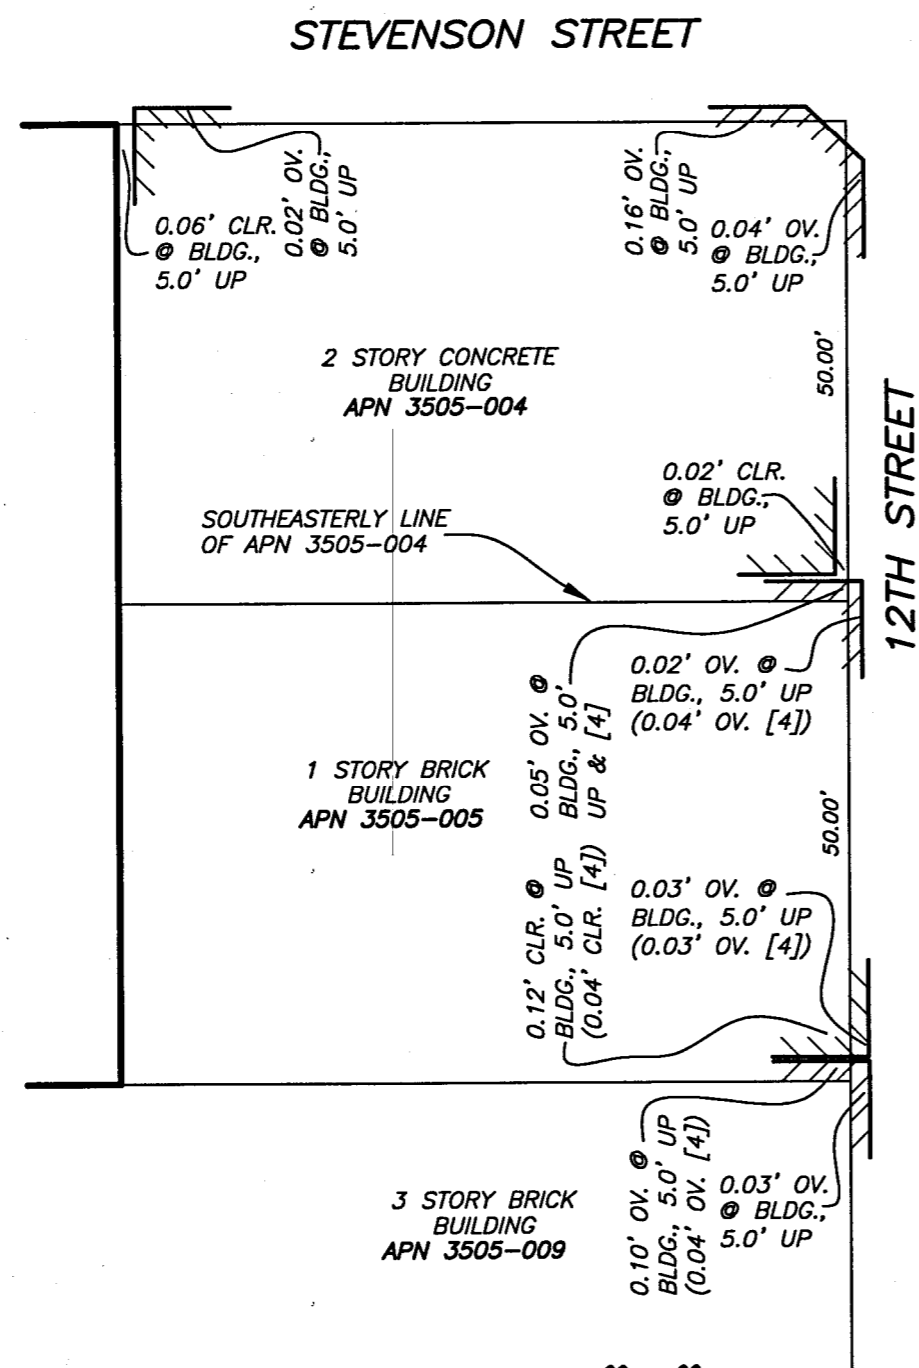 STEVENSON STREET
0.06' CLR.
@ BLDG.,
5.0' UP
0.02' OV.
@ BLDG.,
5.0' UP
0.16' OV.
@ BLDG.,
5.0' UP
0.04' OV.
@ BLDG.,
5.0' UP
2 STORY CONCRETE
BUILDING
APN 3505-004
50.00'
12TH STREET
0.02' CLR.
@ BLDG.,
5.0' UP
SOUTHEASTERLY LINE
OF APN 3505-004
0.05' OV. @
BLDG., 5.0'
UP & [4]
0.02' OV. @
BLDG., 5.0' UP
(0.04' OV. [4])
1 STORY BRICK
BUILDING
APN 3505-005
50.00'
0.12' CLR. @
BLDG., 5.0' UP
(0.04' CLR. [4])
0.03' OV. @
BLDG., 5.0' UP
(0.03' OV. [4])
3 STORY BRICK
BUILDING
APN 3505-009
0.10' OV. @
BLDG., 5.0' UP
(0.04' OV. [4])
0.03' OV.
@ BLDG.,
5.0' UP